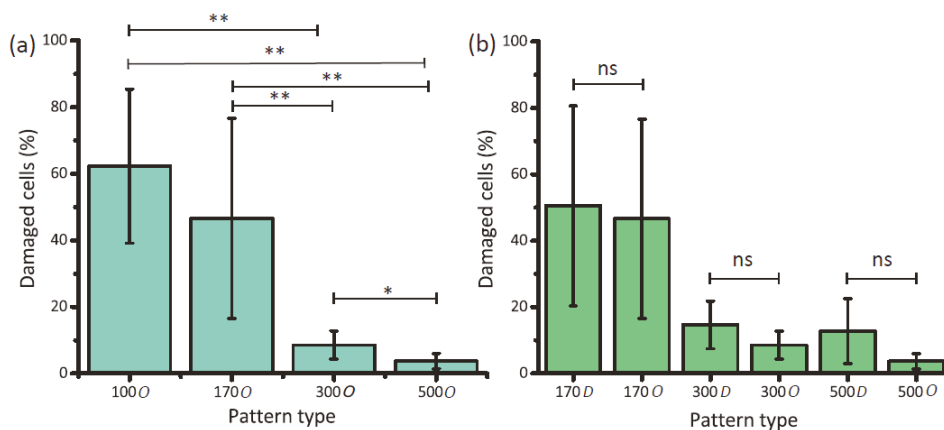 (a)
**
**
**
**
*
100
80
60
40
20
0
Damaged cells (%)
100O
170O
300O
500O
Pattern type
(b)
ns
ns
ns
100
80
60
40
20
0
Damaged cells (%)
170D
170O
300D
300O
500D
500O
Pattern type